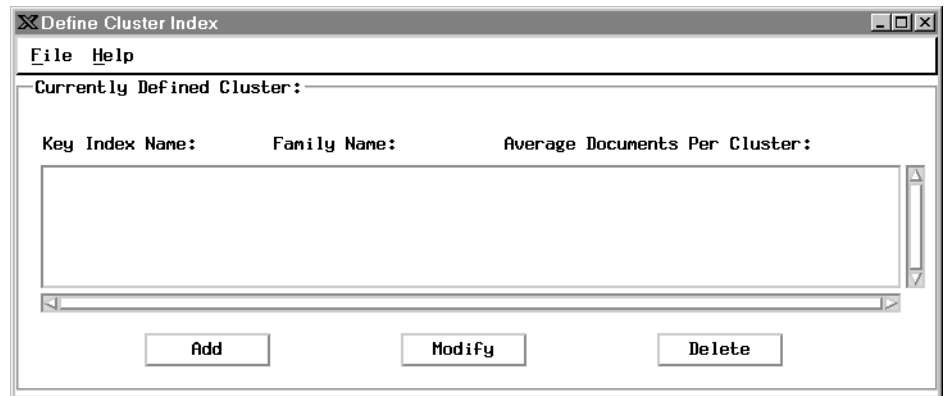 Define Cluster Index
File Help
Currently Defined Cluster:
Key Index Name: Family Name: Average Documents Per Cluster:
Add Modify Delete